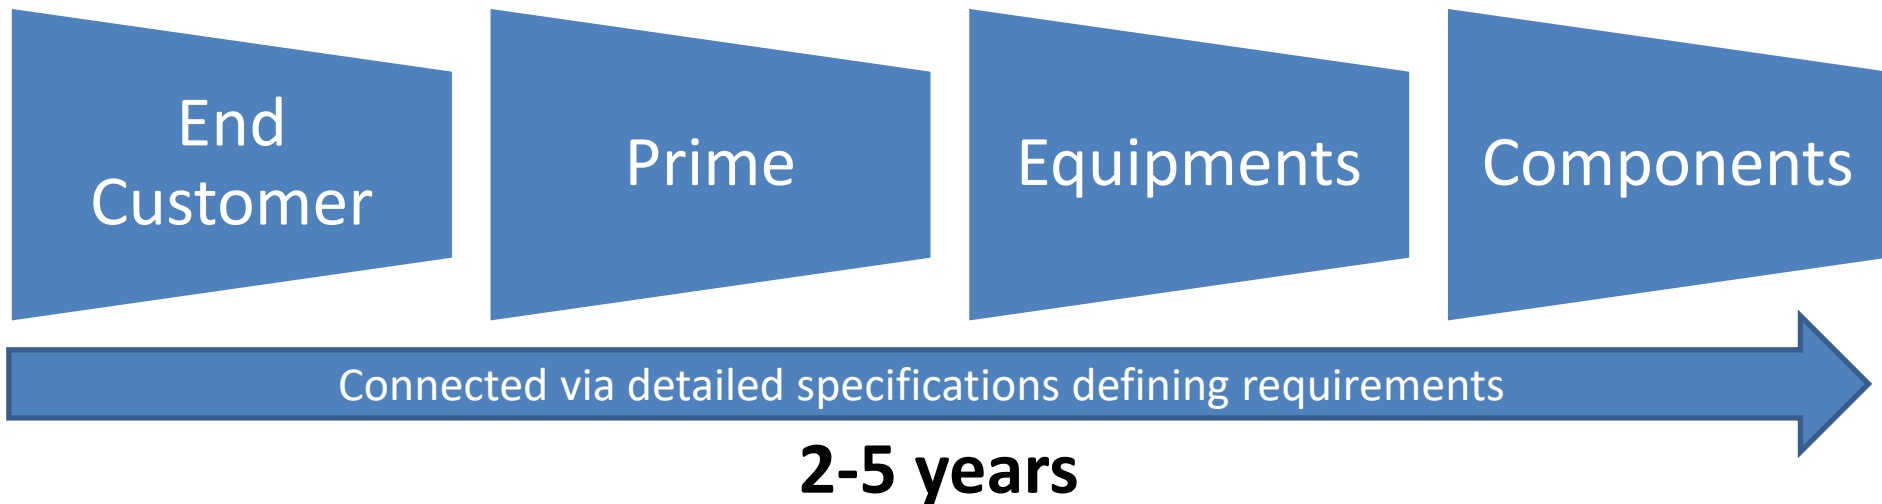 End
Customer
Prime
Equipments
Components
Connected via detailed specifications defining requirements
2-5 years